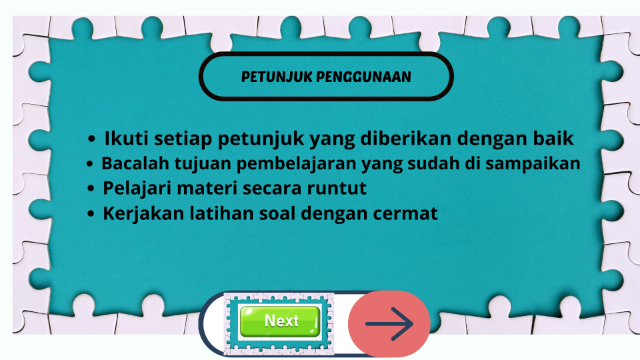 PETUNJUK PENGGUNAAN
• Ikuti setiap petunjuk yang diberikan dengan baik
• Bacalah tujuan pembelajaran yang sudah di sampaikan
• Pelajari materi secara runtut
• Kerjakan latihan soal dengan cermat
Next